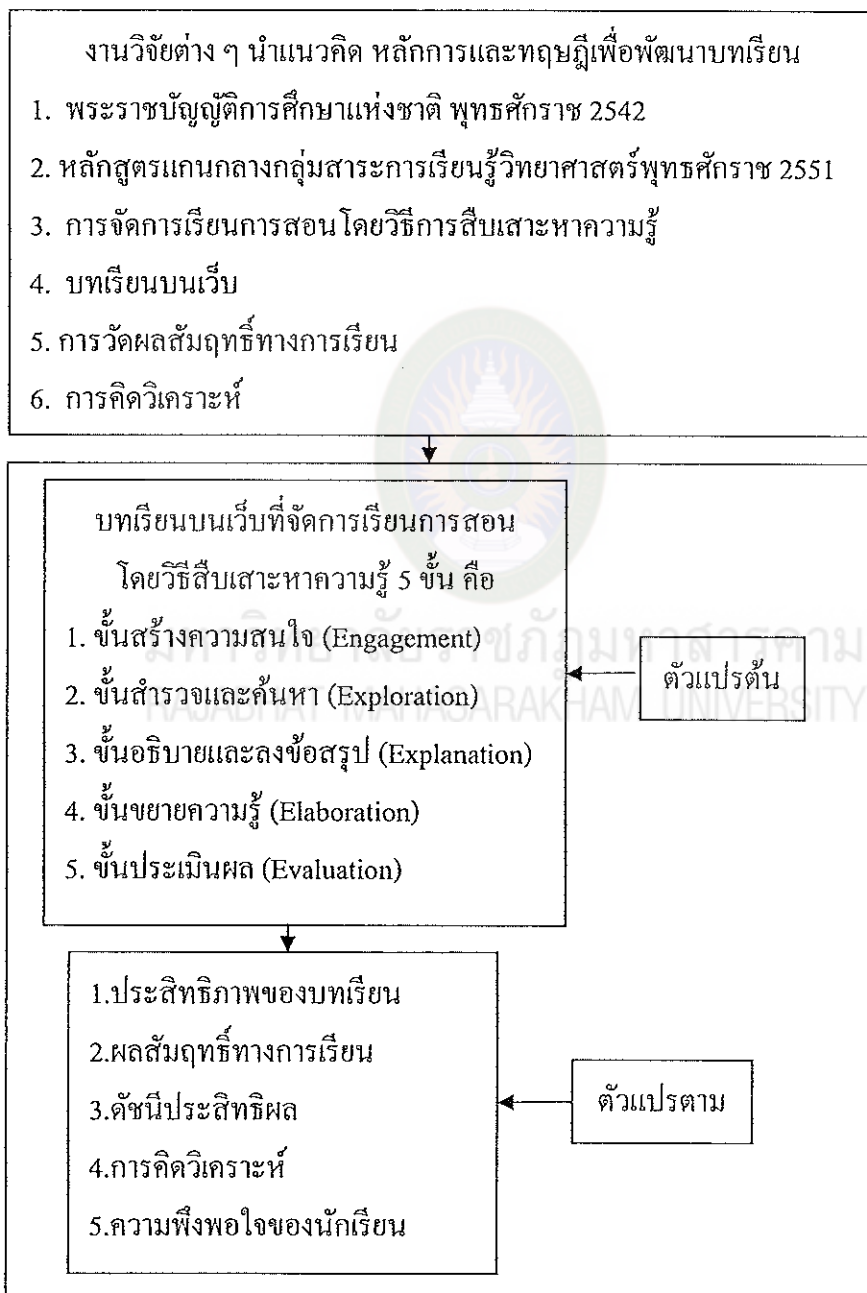 งานวิจัยต่าง ๆ นำแนวคิด หลักการและทฤษฎีเพื่อพัฒนาบทเรียน
1. พระราชบัญญัติการศึกษาแห่งชาติ พุทธศักราช 2542
2. หลักสูตรแกนกลางกลุ่มสาระการเรียนรู้วิทยาศาสตร์พุทธศักราช 2551
3. การจัดการเรียนการสอนโดยวิธีการสืบเสาะหาความรู้
4. บทเรียนบนเว็บ
5. การวัดผลสัมฤทธิ์ทางการเรียน
6. การคิดวิเคราะห์
บทเรียนบนเว็บที่จัดการเรียนการสอน
โดยวิธีสืบเสาะหาความรู้ 5 ขั้น คือ
1. ขั้นสร้างความสนใจ (Engagement)
2. ขั้นสำรวจและค้นหา (Exploration)
3. ขั้นอธิบายและลงข้อสรุป (Explanation)
4. ขั้นขยายความรู้ (Elaboration)
5. ขั้นประเมินผล (Evaluation)
ตัวแปรต้น
มหาวิทยาลัยราชภัฏมหาสารคาม
RAJABHAT MAHASARAKHAM UNIVERSITY
1.ประสิทธิภาพของบทเรียน
2.ผลสัมฤทธิ์ทางการเรียน
3.ดัชนีประสิทธิผล
4.การคิดวิเคราะห์
5.ความพึงพอใจของนักเรียน
ตัวแปรตาม